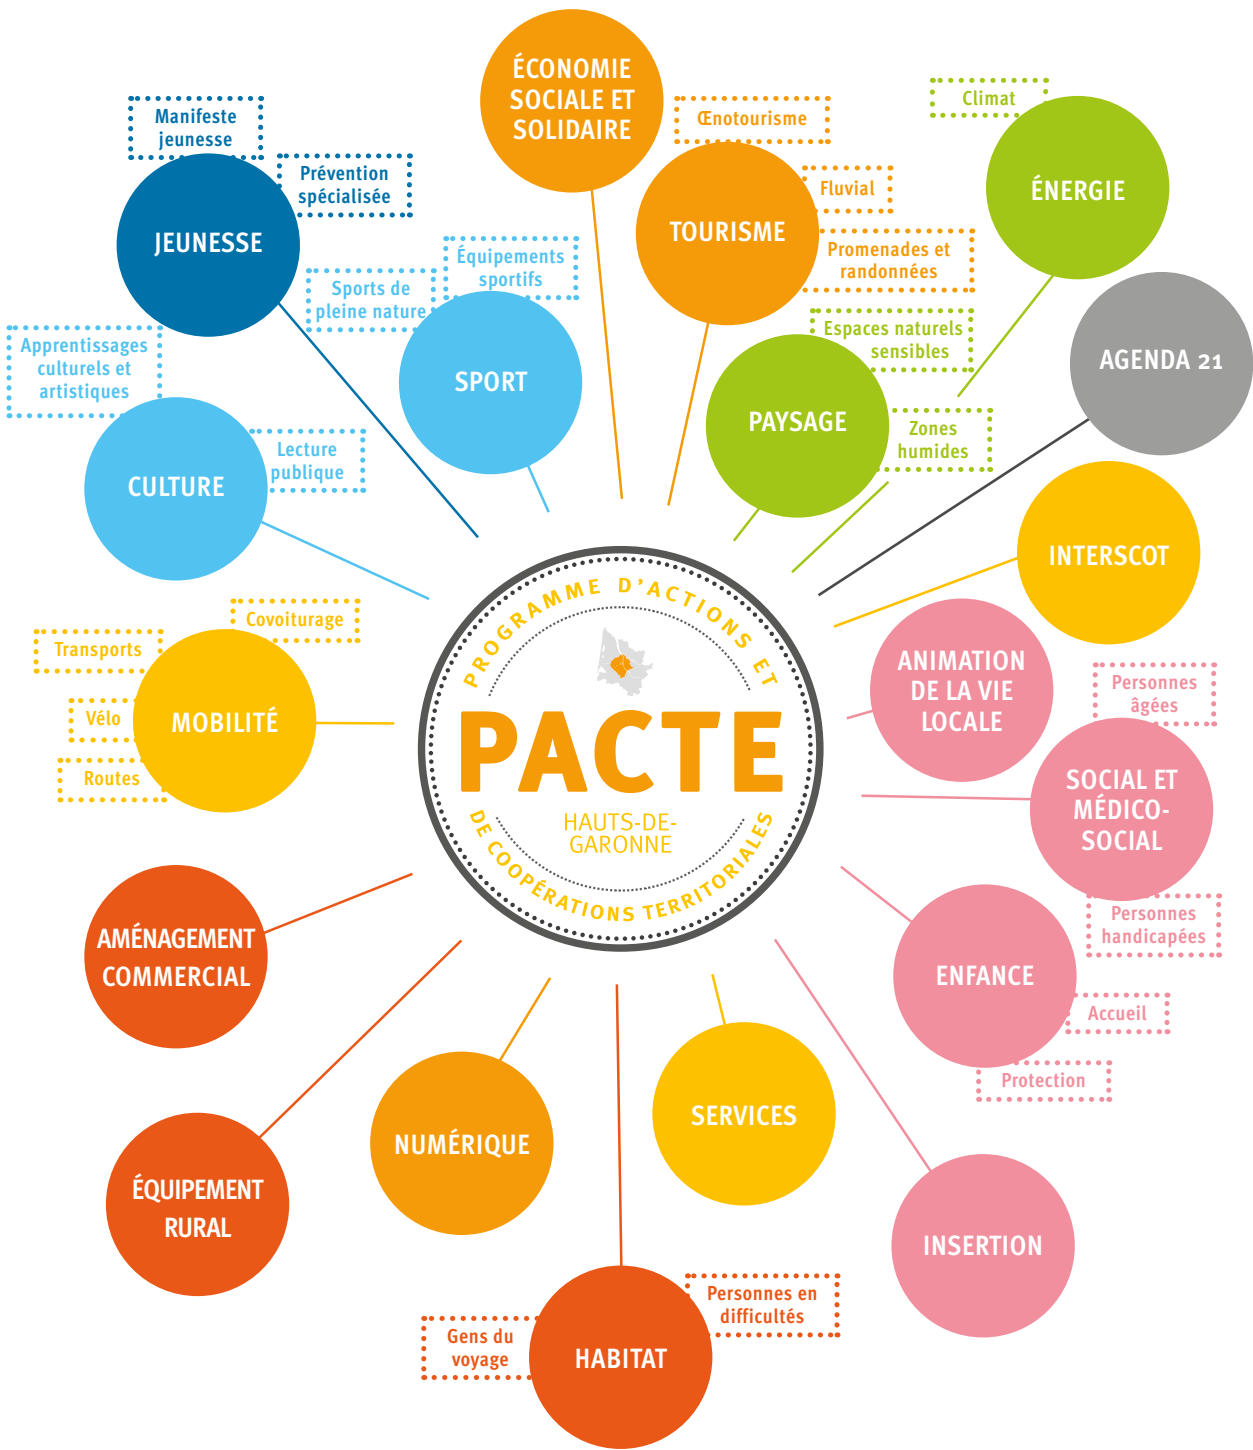 ÉCONOMIE
SOCIALE ET
SOLIDAIRE
Œnotourisme
Fluvial
TOURISME
Promenades et
randonnées
Climat
ÉNERGIE
Manifeste
jeunesse
Prévention
spécialisée
JEUNESSE
Équipements
sportifs
Sports de
pleine nature
SPORT
Espaces naturels
sensibles
PAYSAGE
Zones
humides
AGENDA 21
Apprentissages
culturels et
artistiques
Lecture
publique
CULTURE
INTERSCOT
Covoiturage
Transports
Vélo
MOBILITÉ
Routes
PROGRAMME D'ACTIONS ET
PACTE
HAUTS-DE-
GARONNE
DE COOPÉRATIONS TERRITORIALES
ANIMATION
DE LA VIE
LOCALE
Personnes
âgées
SOCIAL ET
MÉDICO-
SOCIAL
Personnes
handicapées
ENFANCE
Accueil
Protection
AMÉNAGEMENT
COMMERCIAL
ÉQUIPEMENT
RURAL
NUMÉRIQUE
SERVICES
INSERTION
Personnes en
difficultés
Gens du
voyage
HABITAT